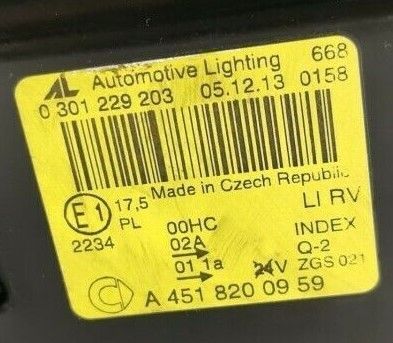 AL Automotive Lighting 668
0 301 229 203 05.12.13 0158
Made in Czech Republic
E1 17,5 LI RV
PL 00HC INDEX
2234 02A Q-2
01 1a 24V ZGS 021
A 451 820 09 59